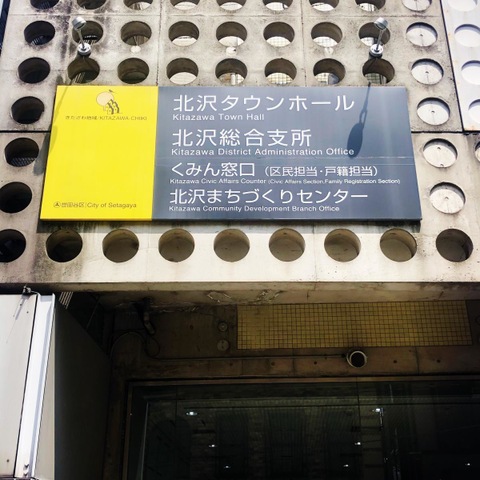 きたざわ地域 | KITAZAWA-CHIIKI
世田谷区 | City of Setagaya
北沢タウンホール
Kitazawa Town Hall
北沢総合支所
Kitazawa District Administration Office
くみん窓口（区民担当・戸籍担当）
Kitazawa Civic Affairs Counter (Civic Affairs Section,Family Registration Section)
北沢まちづくりセンター
Kitazawa Community Development Branch Office